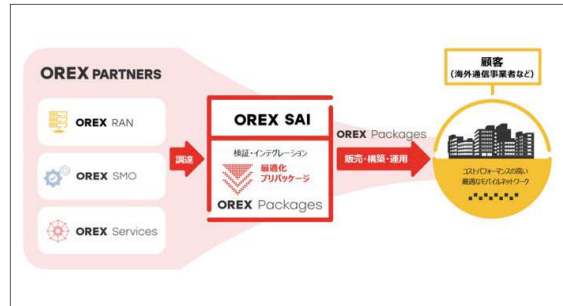 OREX PARTNERS
OREX RAN
OREX SMO
OREX Services
調達
OREX SAI
検証・インテグレーション
最適化
プリパッケージ
OREX Packages
OREX Packages
販売・構築・運用
顧客
(海外通信事業者など)
コストパフォーマンスの高い
最適なモバイルネットワーク